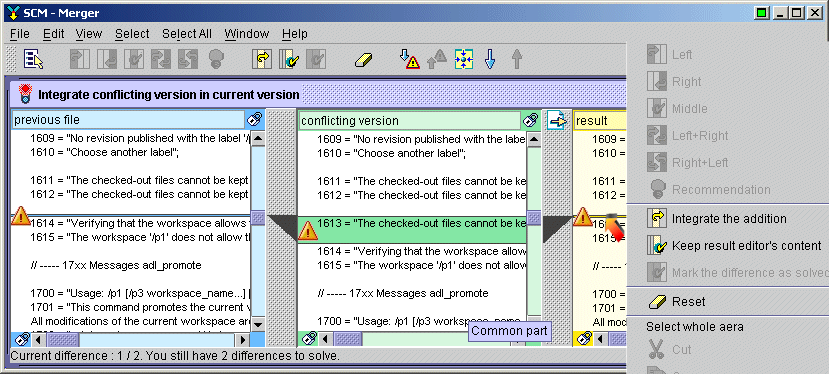 SCM - Merger
File Edit View Select Select All Window Help
Integrate conflicting version in current version
previous file
1609 = "No revision published with the label '/
1610 = "Choose another label";
1611 = "The checked-out files cannot be kept
1612 = "The checked-out files cannot be kept
1614 = "Verifying that the workspace allows
1615 = "The workspace '/p1' does not allow th
// ----- 17xx Messages adl_promote
1700 = "Usage: /p1 [/p3 workspace_name...] [
1701 = "This command promotes the current v
All modifications of the current workspace are
conflicting version
1609 = "No revision published with the labe
1610 = "Choose another label";
1611 = "The checked-out files cannot be ke
1612 = "The checked-out files cannot be ke
1613 = "The checked-out files cannot be ke
1614 = "Verifying that the workspace allow
1615 = "The workspace '/p1' does not allow
// ----- 17xx Messages adl_promote
1700 = "Usage: /p1 [/p3 workspace_name
Common part
result
1609 =
1610 =
1611 =
1612 =
1614
1615
// ----- 17
1700 =
1701 =
All mod
Left
Right
Middle
Left+Right
Right+Left
Recommendation
Integrate the addition
Keep result editor's content
Mark the difference as solved
Reset
Select whole aera
Cut
Current difference : 1 / 2. You still have 2 differences to solve.